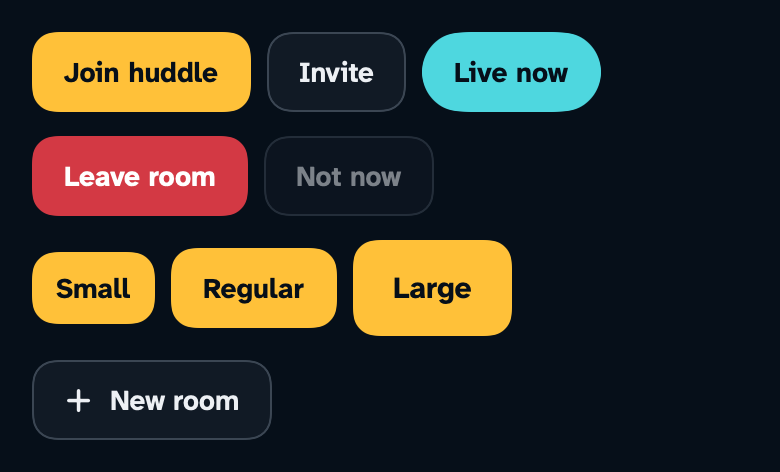 Join huddle Invite Live now
Leave room Not now
Small Regular Large
+ New room